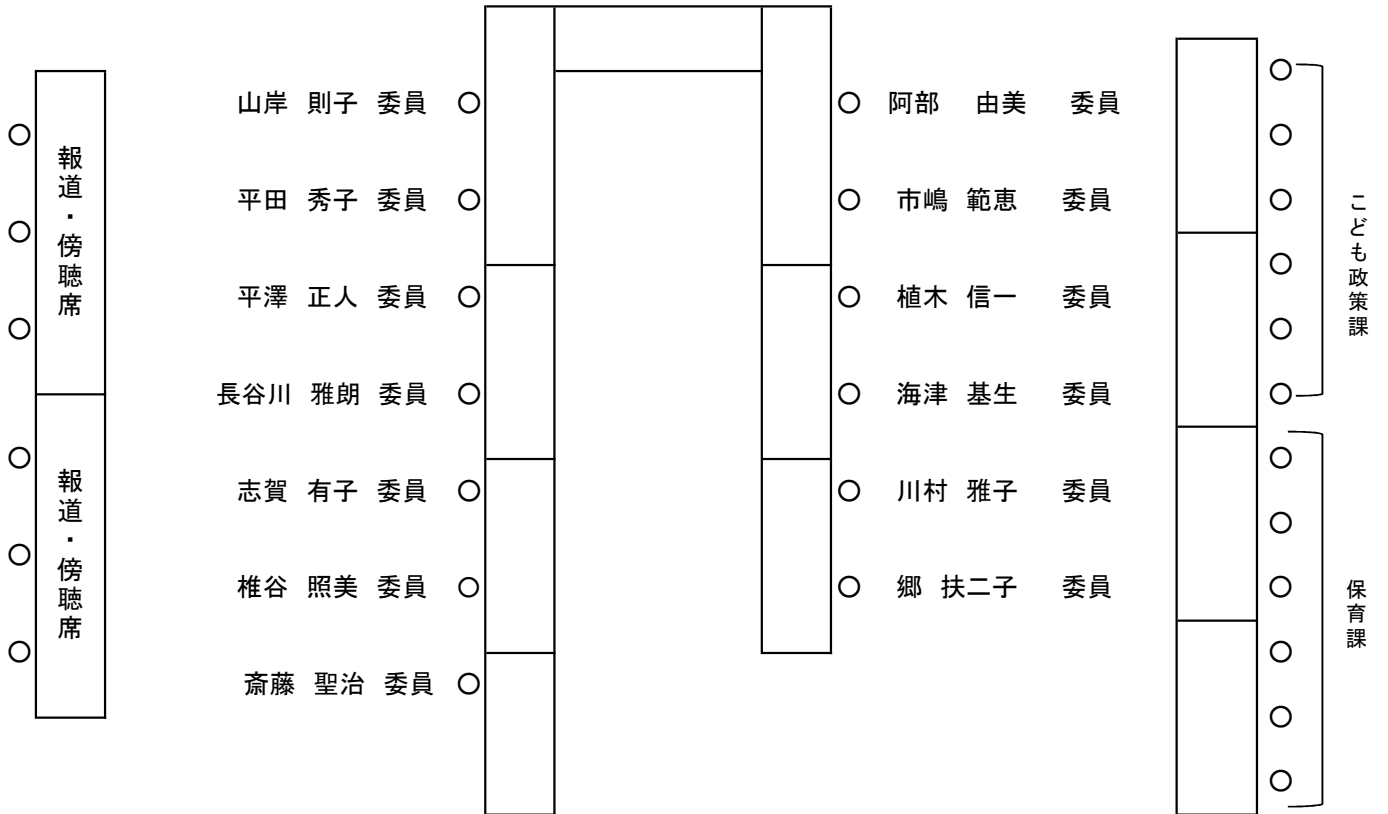 報道・傍聴席
報道・傍聴席
山岸 則子 委員 ○
平田 秀子 委員 ○
平澤 正人 委員 ○
長谷川 雅朗 委員 ○
志賀 有子 委員 ○
椎谷 照美 委員 ○
斎藤 聖治 委員 ○
○ 阿部 由美 委員
○ 市嶋 範恵 委員
○ 植木 信一 委員
○ 海津 基生 委員
○ 川村 雅子 委員
○ 郷 扶二子 委員
こども政策課
保育課